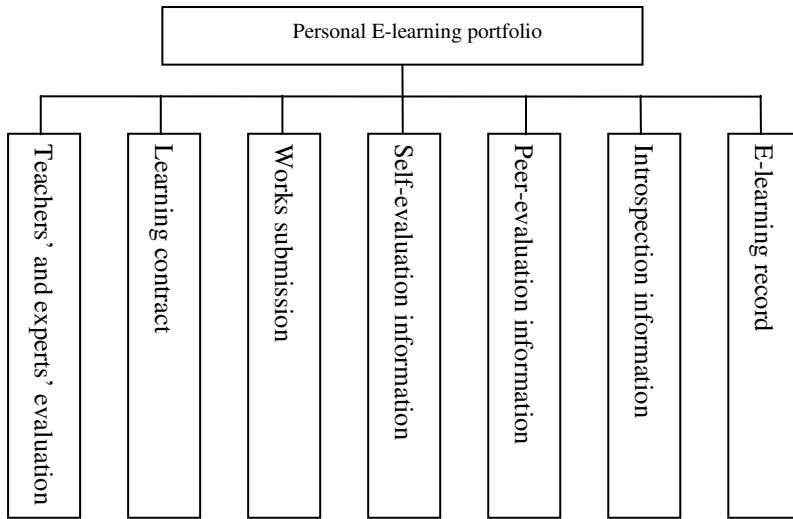 Personal E-learning portfolio
Teachers’ and experts’ evaluation
Learning contract
Works submission
Self-evaluation information
Peer-evaluation information
Introspection information
E-learning record